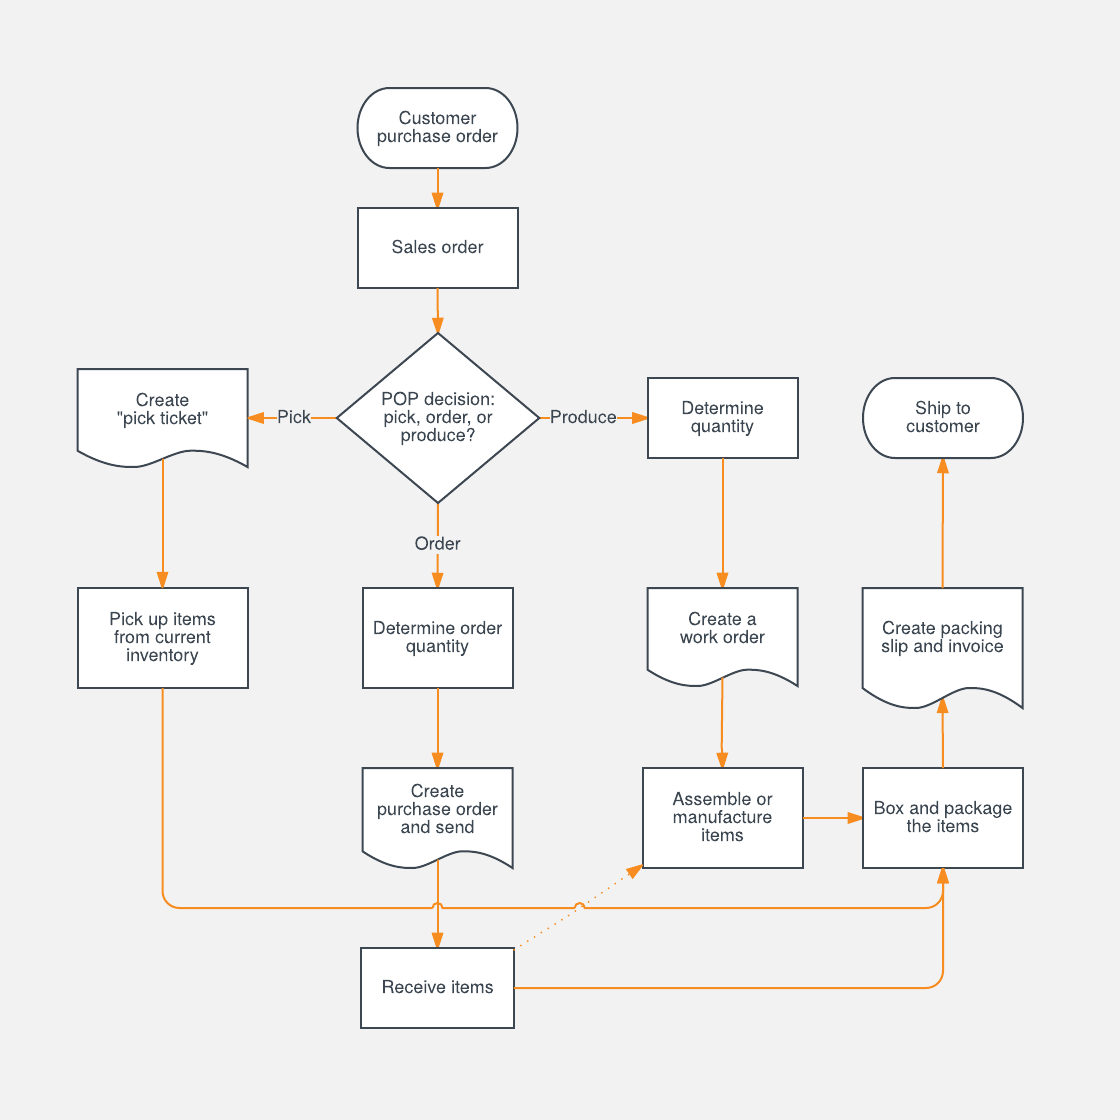 Customer
purchase order
Sales order
Create
"pick ticket"
Pick
POP decision:
pick, order, or
produce?
Produce
Determine
quantity
Ship to
customer
Order
Pick up items
from current
inventory
Determine order
quantity
Create a
work order
Create packing
slip and invoice
Create
purchase order
and send
Assemble or
manufacture
items
Box and package
the items
Receive items